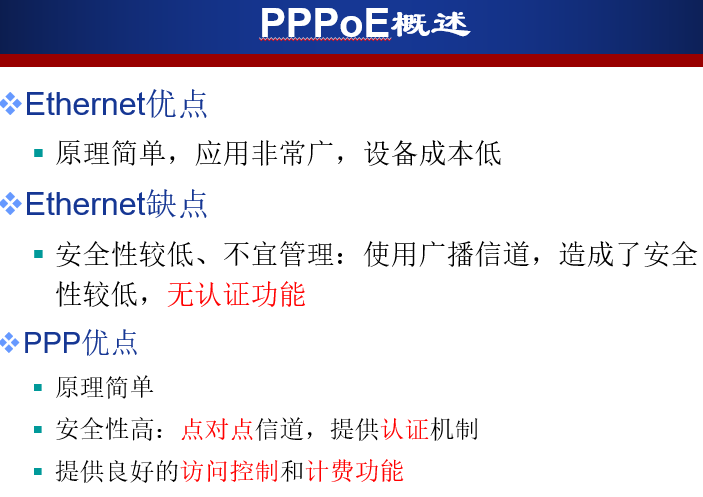 PPPoE概述
Ethernet优点
原理简单，应用非常广，设备成本低
Ethernet缺点
安全性较低、不宜管理：使用广播信道，造成了安全
性较低，无认证功能
PPP优点
原理简单
安全性高：点对点信道，提供认证机制
提供良好的访问控制和计费功能